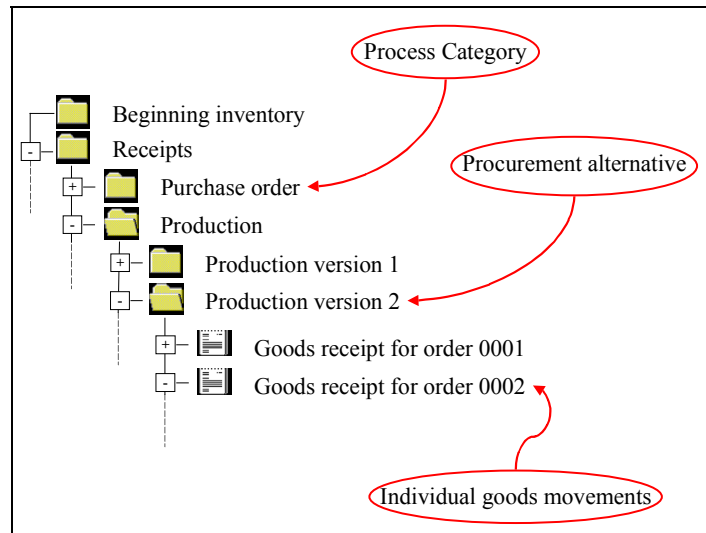 Process Category
Beginning inventory
Receipts
Procurement alternative
Purchase order
Production
Production version 1
Production version 2
Goods receipt for order 0001
Goods receipt for order 0002
Individual goods movements